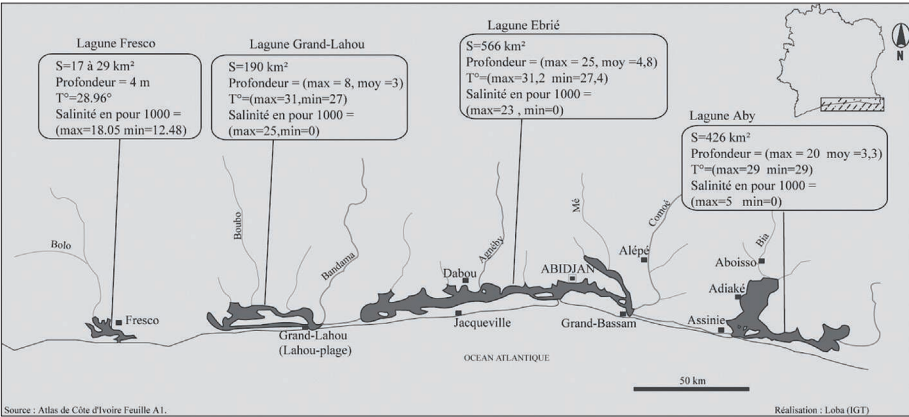 Lagune Fresco
S=17 à 29 km²
Profondeur = 4 m
T°=28.96°
Salinité en pour 1000 =
(max=18.05 min=12.48)
Lagune Grand-Lahou
S=190 km²
Profondeur = (max = 8, moy =3)
T°=(max=31,min=27)
Salinité en pour 1000 =
(max=25,min=0)
Lagune Ebrié
S=566 km²
Profondeur = (max = 25, moy =4,8)
T°=(max=31,2 min=27,4)
Salinité en pour 1000 =
(max=23 , min=0)
N
Lagune Aby
S=426 km²
Profondeur = (max = 20 moy =3,3)
T°=(max=29 min=29)
Salinité en pour 1000 =
(max=5 min=0)
Bolo
Boubo
Bandama
Agnéby
Mé
Comoé
Bia
Fresco
Grand-Lahou
(Lahou-plage)
Dabou
Jacqueville
ABIDJAN
Alépé
Grand-Bassam
Aboisso
Adiaké
Assinie
OCEAN ATLANTIQUE
50 km
Source : Atlas de Côte d'Ivoire Feuille A1.
Réalisation : Loba (IGT)